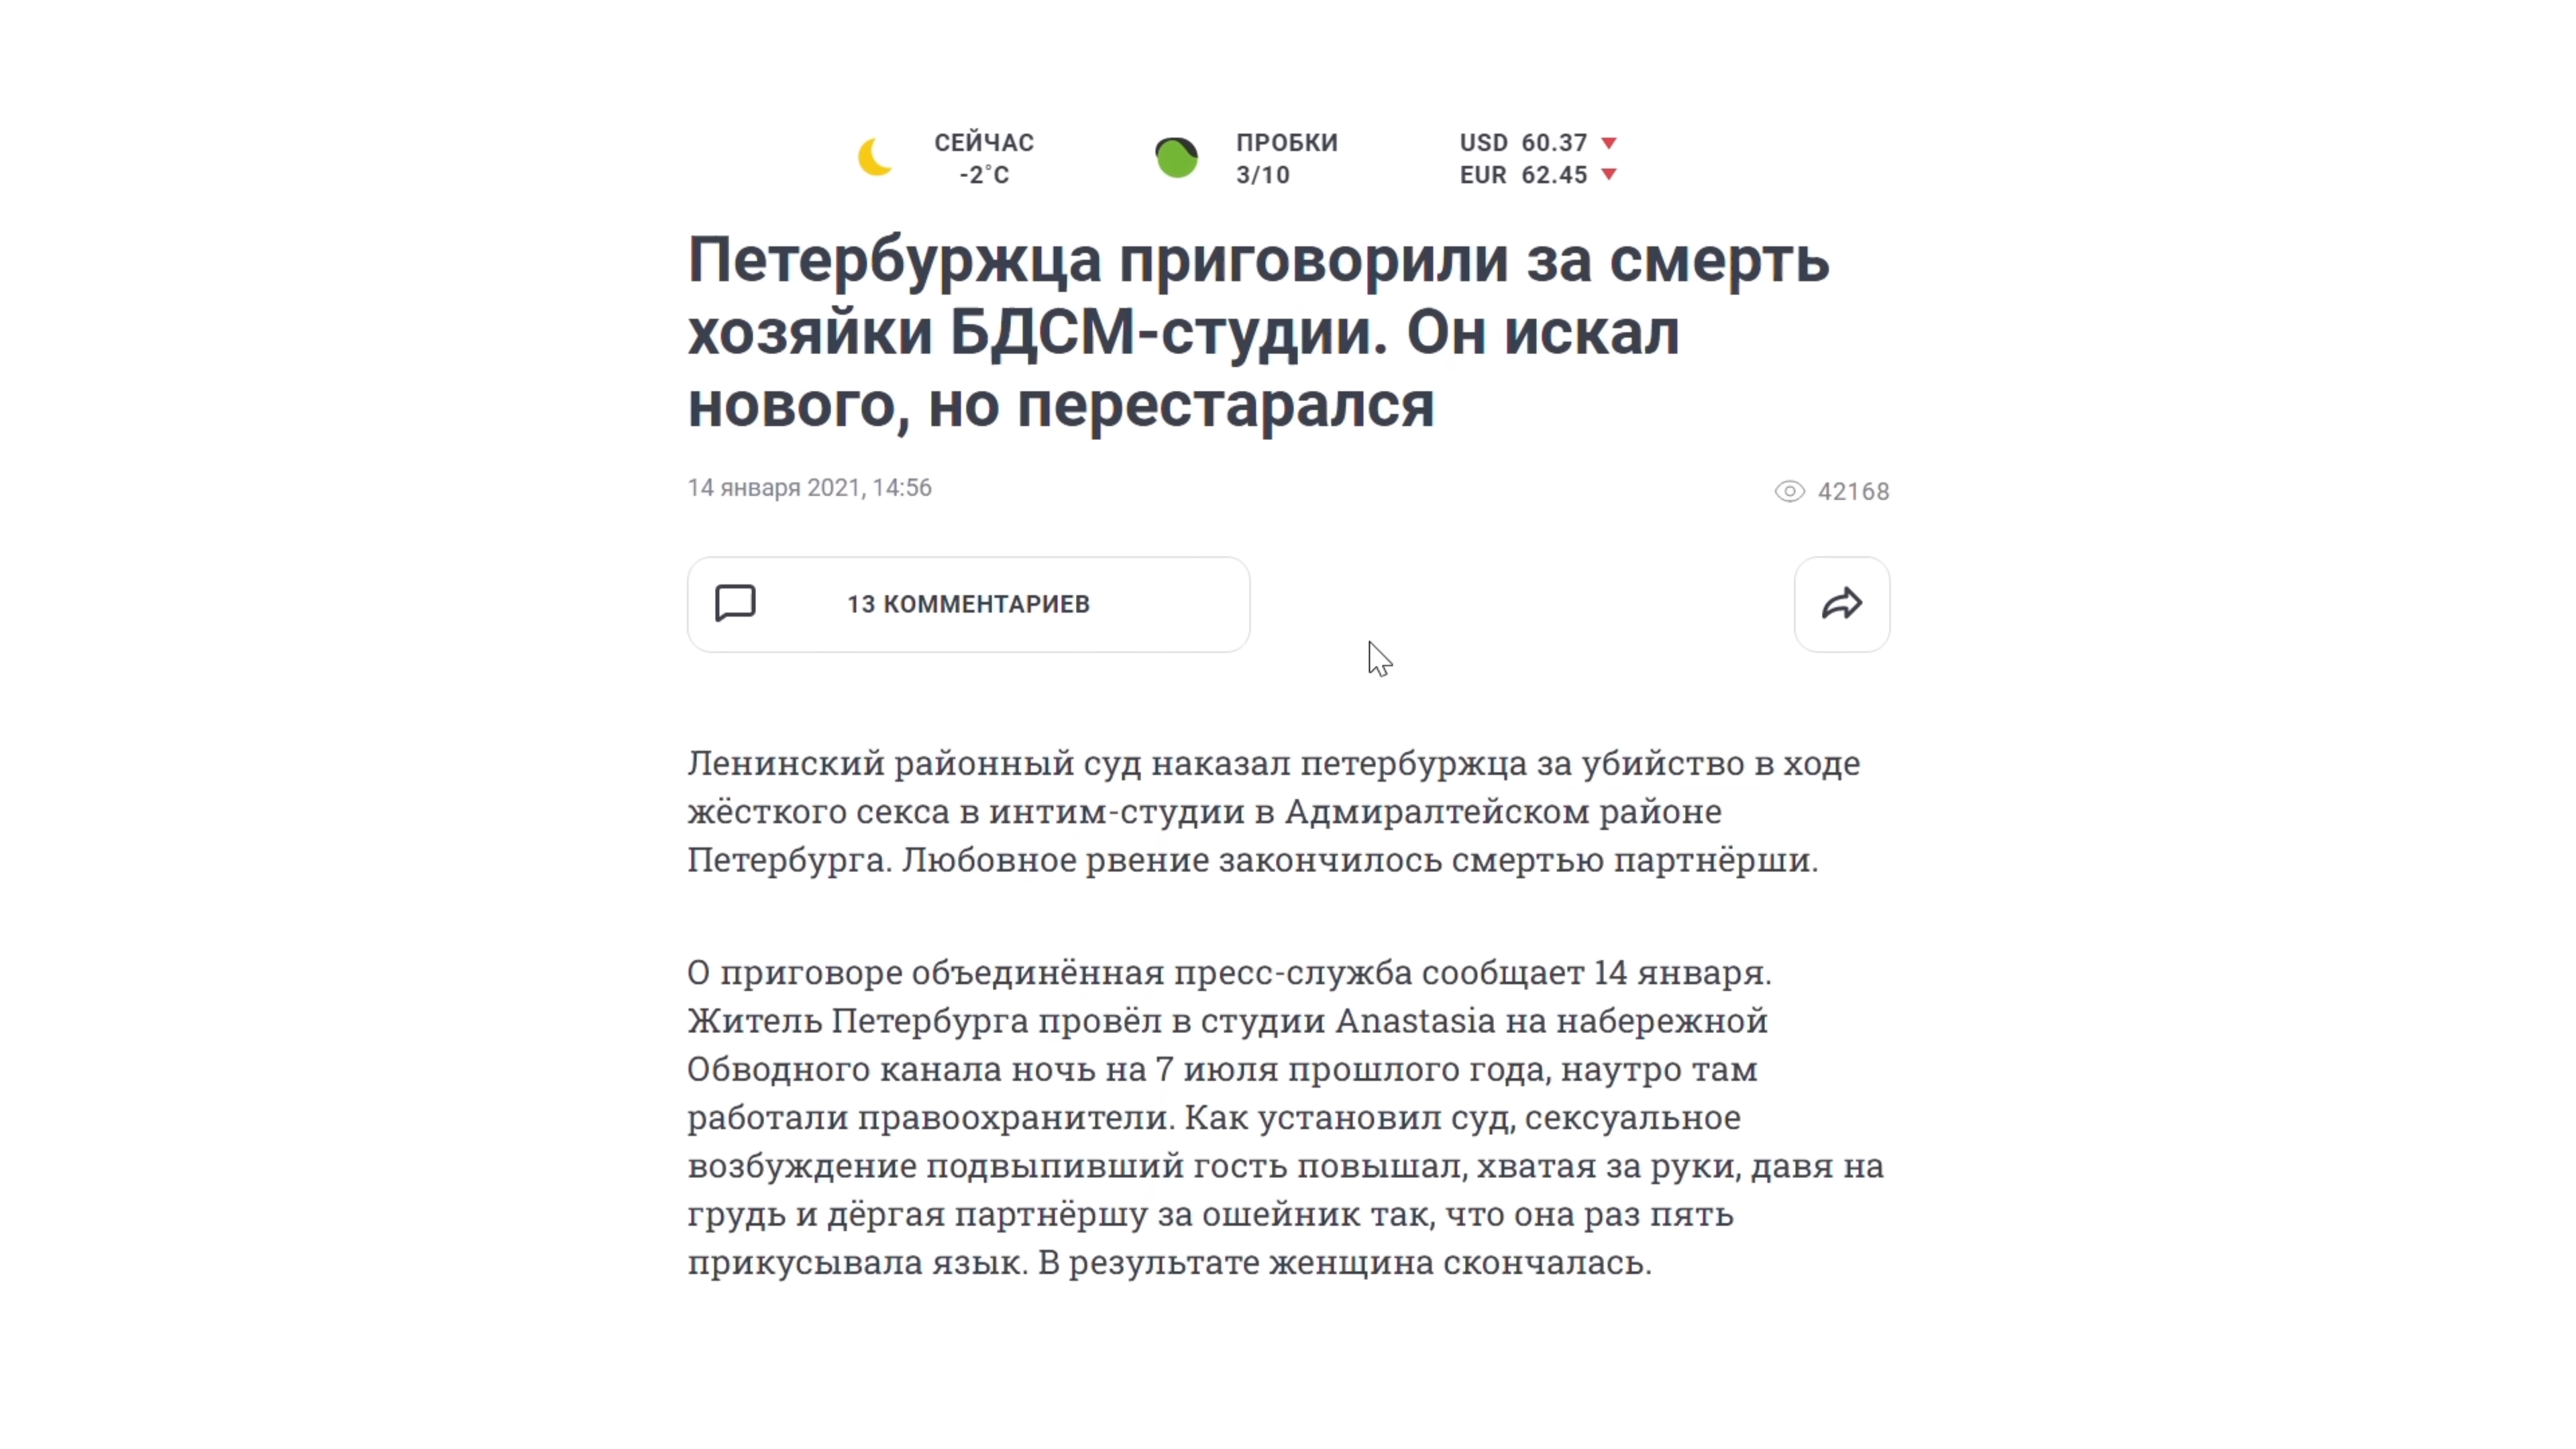 СЕЙЧАС
-2°C
ПРОБКИ
3/10
USD 60.37
EUR 62.45
Петербуржца приговорили за смерть
хозяйки БДСМ-студии. Он искал
нового, но перестарался
14 января 2021, 14:56
42168
13 КОММЕНТАРИЕВ
Ленинский районный суд наказал петербуржца за убийство в ходе
жёсткого секса в интим-студии в Адмиралтейском районе
Петербурга. Любовное рвение закончилось смертью партнёрши.
О приговоре объединённая пресс-служба сообщает 14 января.
Житель Петербурга провёл в студии Anastasia на набережной
Обводного канала ночь на 7 июля прошлого года, наутро там
работали правоохранители. Как установил суд, сексуальное
возбуждение подвыпивший гость повышал, хватая за руки, давя на
грудь и дёргая партнёршу за ошейник так, что она раз пять
прикусывала язык. В результате женщина скончалась.